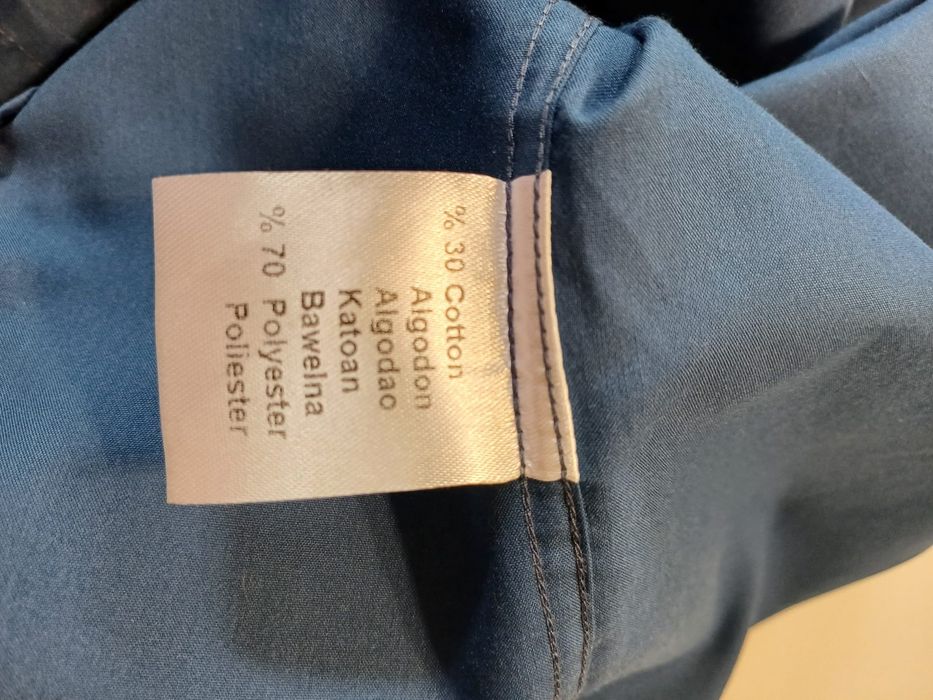 % 30 Cotton
Algodon
Algodao
Katoan
Bawelna
% 70 Polyester
Poliester